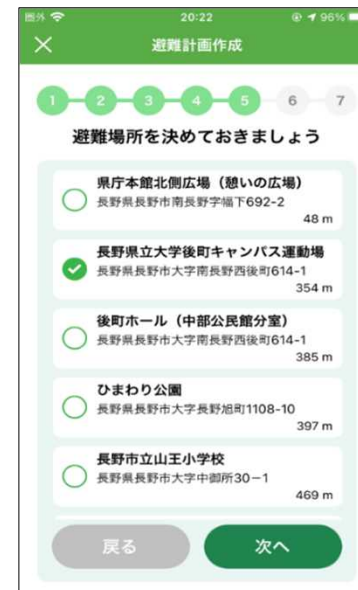 圏外 20:22 96%
避難計画作成
1 2 3 4 5 6 7
避難場所を決めておきましょう
県庁本館北側広場(憩いの広場)
長野県長野市南長野字幅下692-2
48 m
長野県立大学後町キャンパス運動場
長野県長野市大字南長野西後町614-1
354 m
後町ホール(中部公民館分室)
長野県長野市大字南長野西後町614-1
385 m
ひまわり公園
長野県長野市大字長野旭町1108-10
397 m
長野市立山王小学校
長野県長野市大字中御所30-1
469 m
戻る 次へ